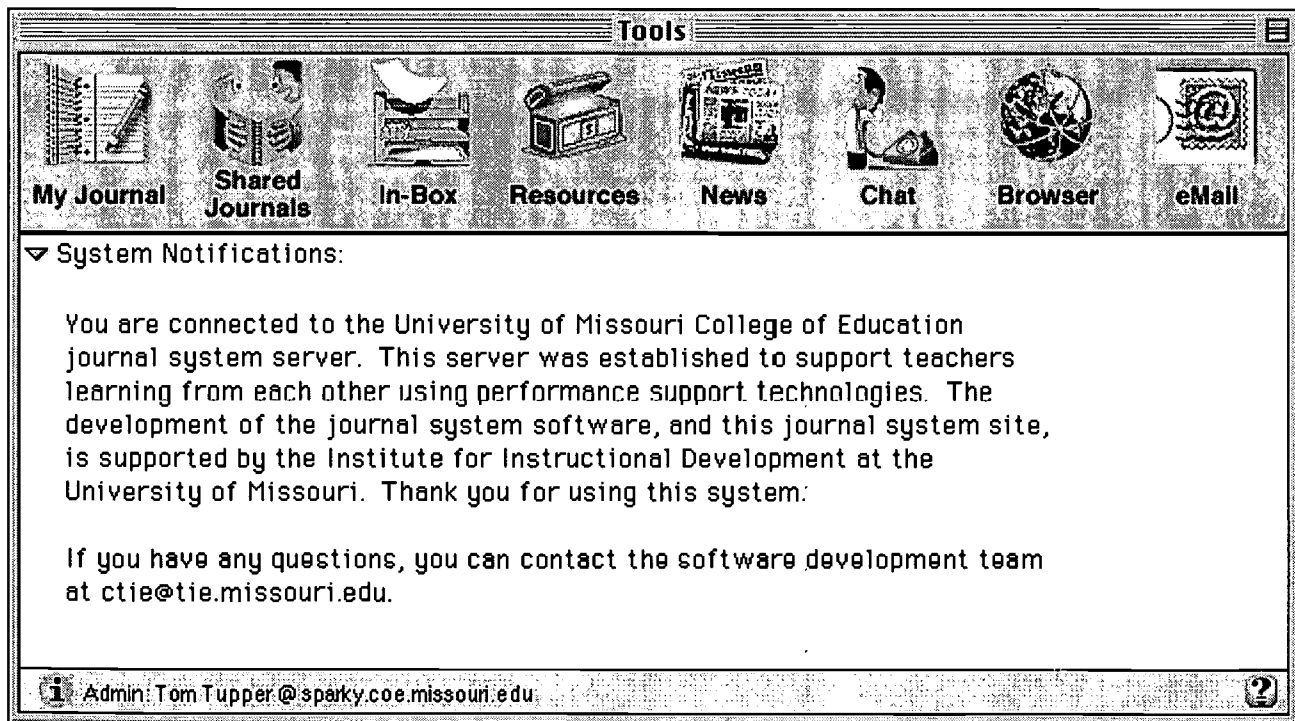 Tools
My Journal
Shared
Journals
In-Box
Resources
News
Chat
Browser
eMail
System Notifications:
You are connected to the University of Missouri College of Education
journal system server. This server was established to support teachers
learning from each other using performance support technologies. The
development of the journal system software, and this journal system site,
is supported by the Institute for Instructional Development at the
University of Missouri. Thank you for using this system.
If you have any questions, you can contact the software development team
at ctie@tie.missouri.edu.
Admin: Tom Tupper @ sparky.coe.missouri.edu